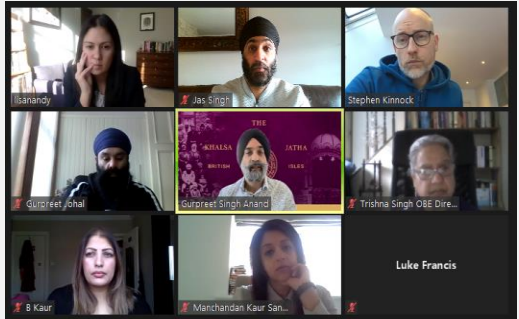 lisanandy
Jas Singh
Stephen Kinnock
Gurpreet Johal
THE
KHALSA JATHA
BRITISH ISLES
Gurpreet Singh Anand
Trishna Singh OBE Dire...
B Kaur
Manchandan Kaur San...
Luke Francis